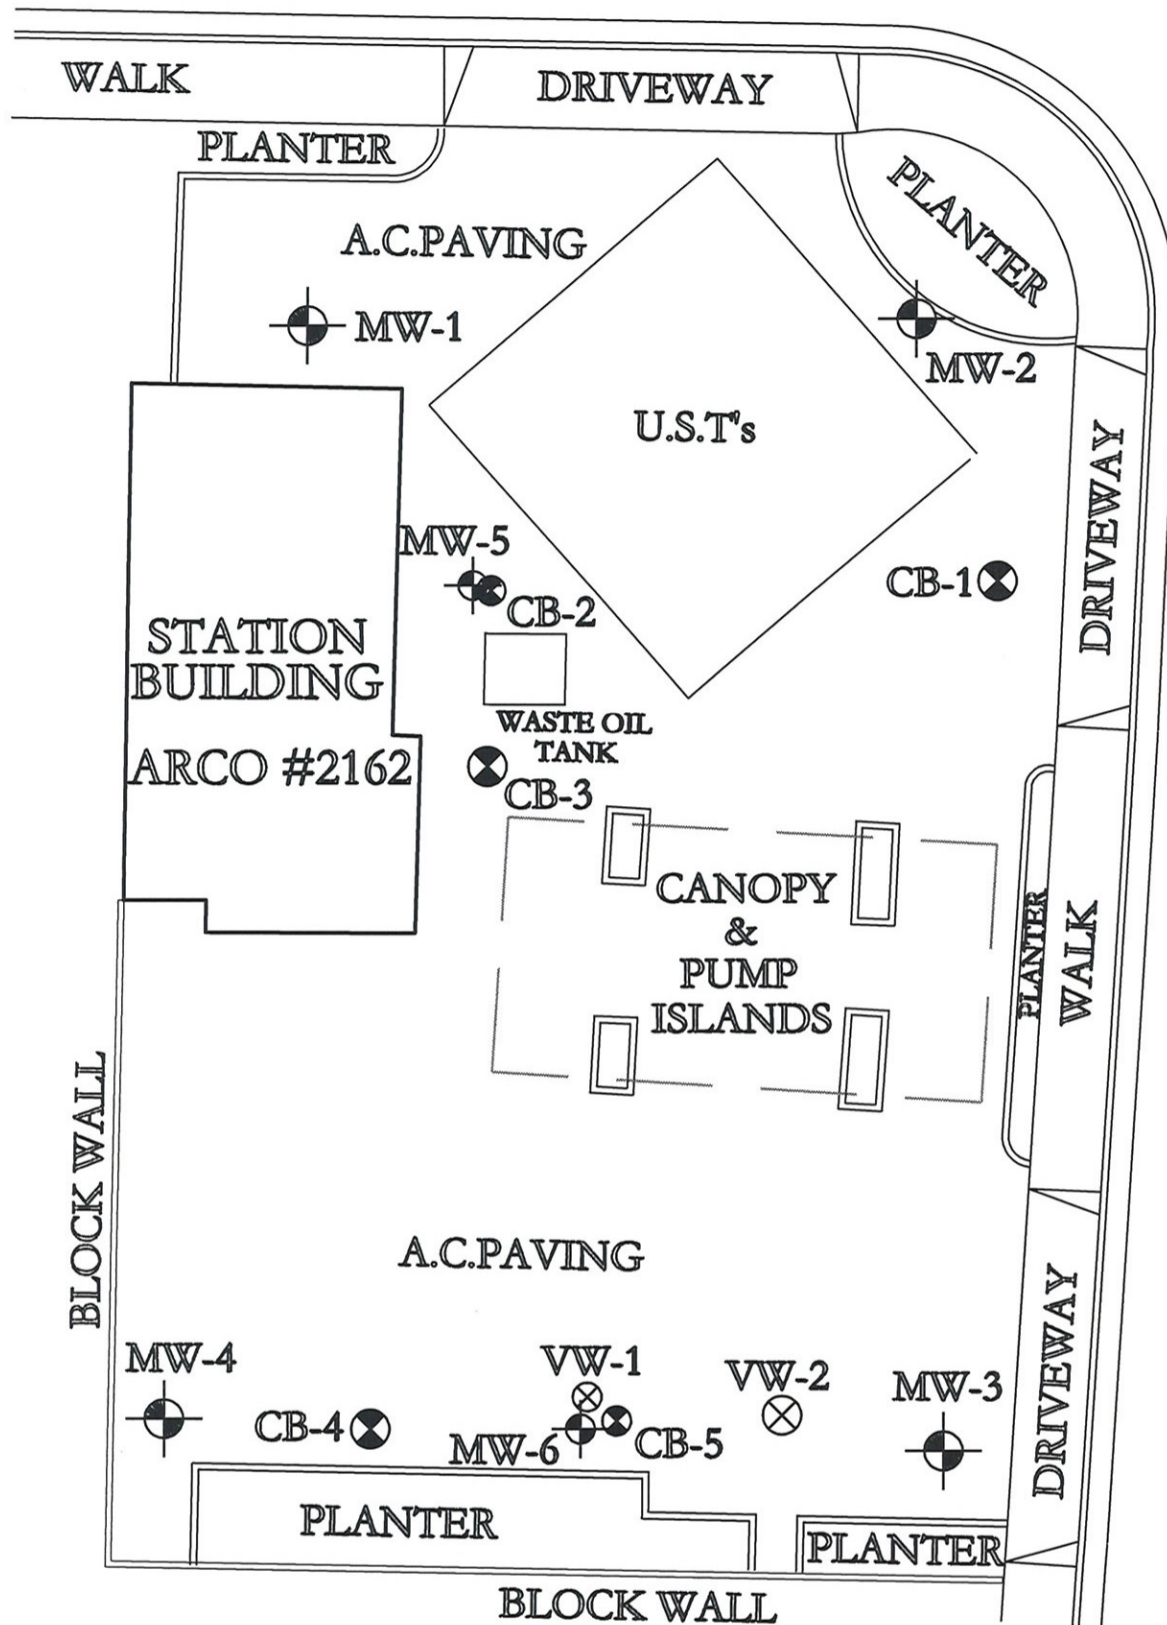 WALK
DRIVEWAY
PLANTER
PLANTER
A.C.PAVING
MW-1
MW-2
U.S.T's
DRIVEWAY
MW-5
CB-1
CB-2
STATION
BUILDING
ARCO #2162
WASTE OIL
TANK
CB-3
CANOPY
&
PUMP
ISLANDS
PLANTER
WALK
BLOCK WALL
A.C.PAVING
DRIVEWAY
MW-4
VW-1
VW-2
MW-3
CB-4
MW-6
CB-5
PLANTER
PLANTER
BLOCK WALL